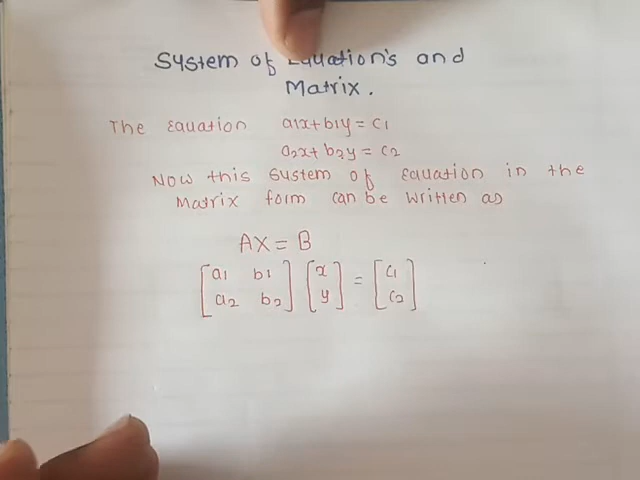 System of Equation's and
Matrix.
The Equation a1x+b1y=c1
a2x+b2y=c2
Now this system of Equation in the
Matrix form can be written as
AX=B
[a1 b1] [x] = [c1]
[a2 b2] [y] [c2]